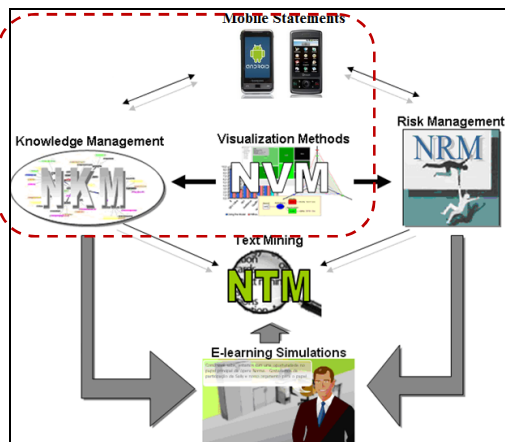 Mobile Statements
ANDROID
Knowledge Management
Visualization Methods
Risk Management
NKM
NVM
NRM
Text Mining
NTM
E-learning Simulations